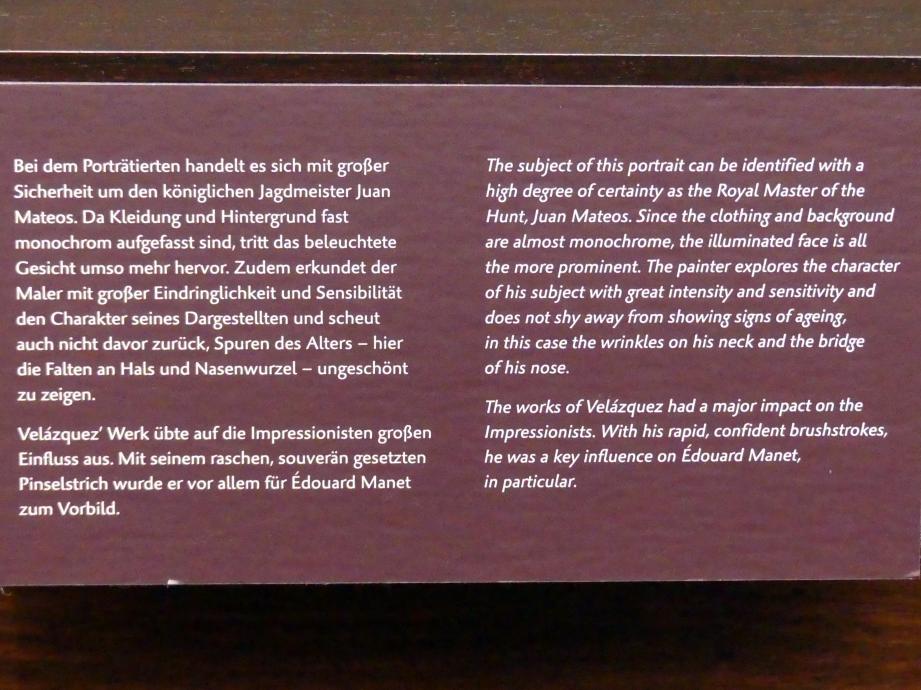 Bei dem Porträtierten handelt es sich mit großer
Sicherheit um den königlichen Jagdmeister Juan
Mateos. Da Kleidung und Hintergrund fast
monochrom aufgefasst sind, tritt das beleuchtete
Gesicht umso mehr hervor. Zudem erkundet der
Maler mit großer Eindringlichkeit und Sensibilität
den Charakter seines Dargestellten und scheut
auch nicht davor zurück, Spuren des Alters – hier
die Falten an Hals und Nasenwurzel – ungeschönt
zu zeigen.
Velázquez’ Werk übte auf die Impressionisten großen
Einfluss aus. Mit seinem raschen, souverän gesetzten
Pinselstrich wurde er vor allem für Édouard Manet
zum Vorbild.
The subject of this portrait can be identified with a
high degree of certainty as the Royal Master of the
Hunt, Juan Mateos. Since the clothing and background
are almost monochrome, the illuminated face is all
the more prominent. The painter explores the character
of his subject with great intensity and sensitivity and
does not shy away from showing signs of ageing,
in this case the wrinkles on his neck and the bridge
of his nose.
The works of Velázquez had a major impact on the
Impressionists. With his rapid, confident brushstrokes,
he was a key influence on Édouard Manet,
in particular.